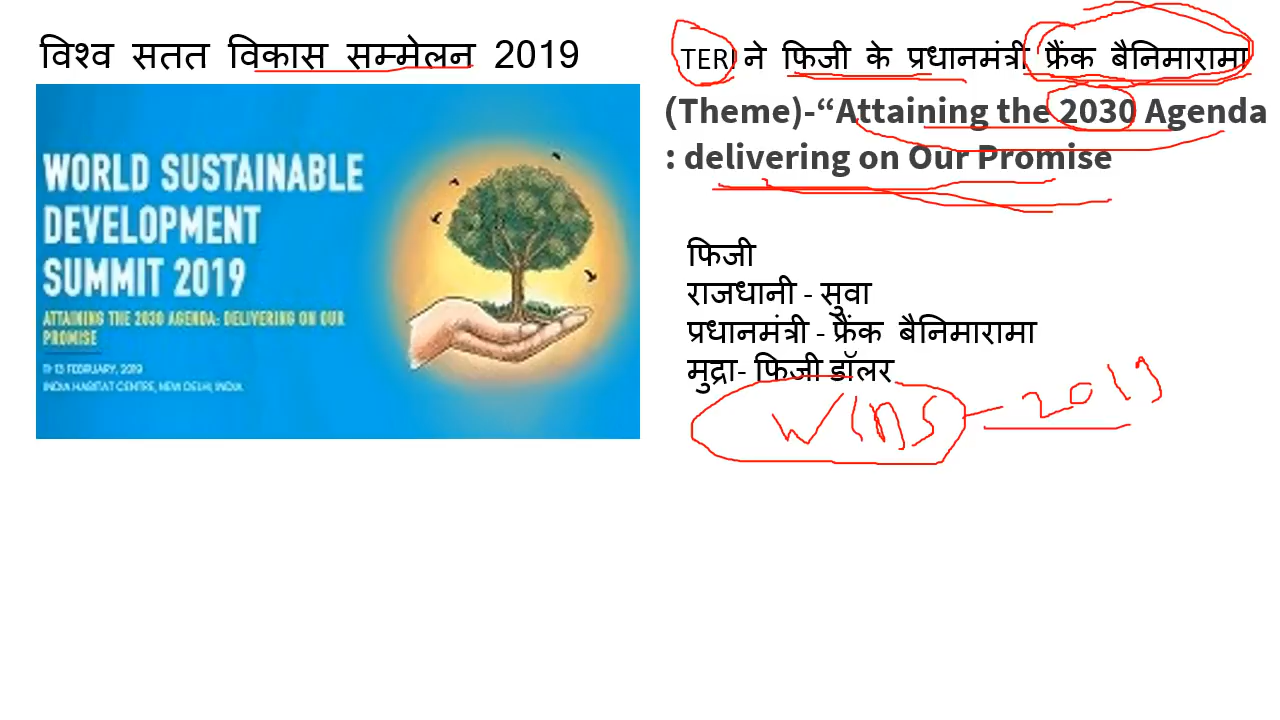 विश्व सतत विकास सम्मेलन 2019
WORLD SUSTAINABLE
DEVELOPMENT
SUMMIT 2019
ATTAINING THE 2030 AGENDA: DELIVERING ON OUR
PROMISE
11-13 FEBRUARY, 2019
INDIA HABITAT CENTRE, NEW DELHI, INDIA
TERI ने फिजी के प्रधानमंत्री फ्रैंक बैनिमारामा
(Theme)-“Attaining the 2030 Agenda
: delivering on Our Promise
फिजी
राजधानी - सुवा
प्रधानमंत्री - फ्रैंक बैनिमारामा
मुद्रा- फिजी डॉलर
- 2019